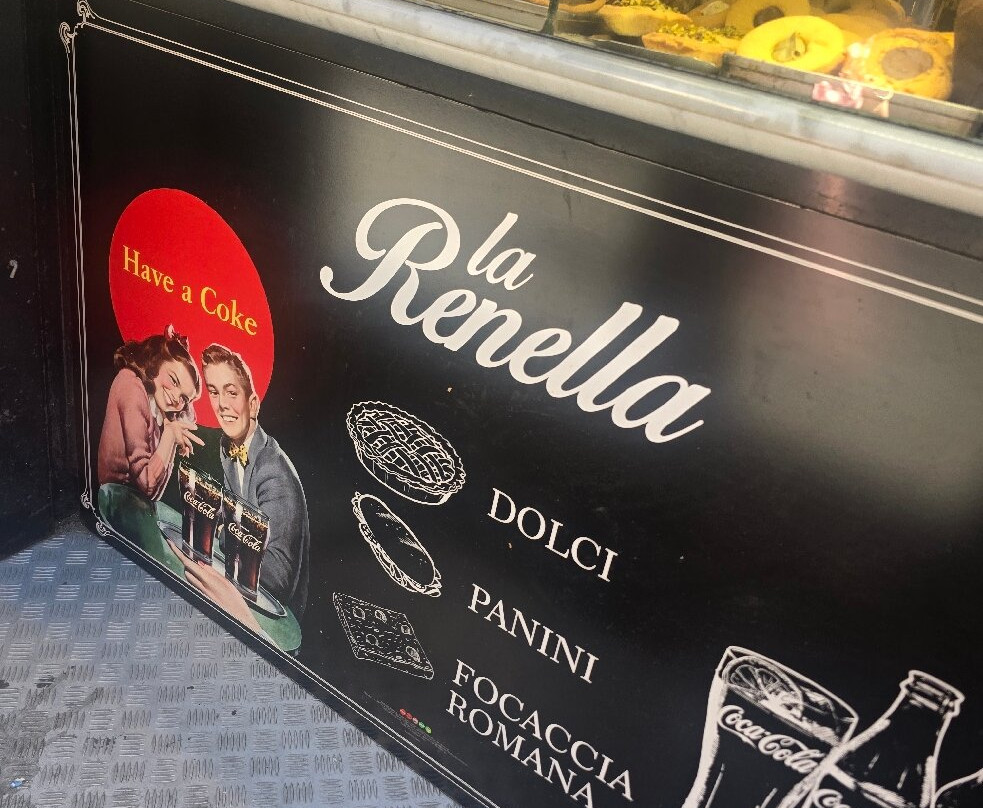 Have a Coke
la
Renella
Coca-Cola
Coca-Cola
DOLCI
PANINI
FOCACCIA
ROMANA
Coca-Cola